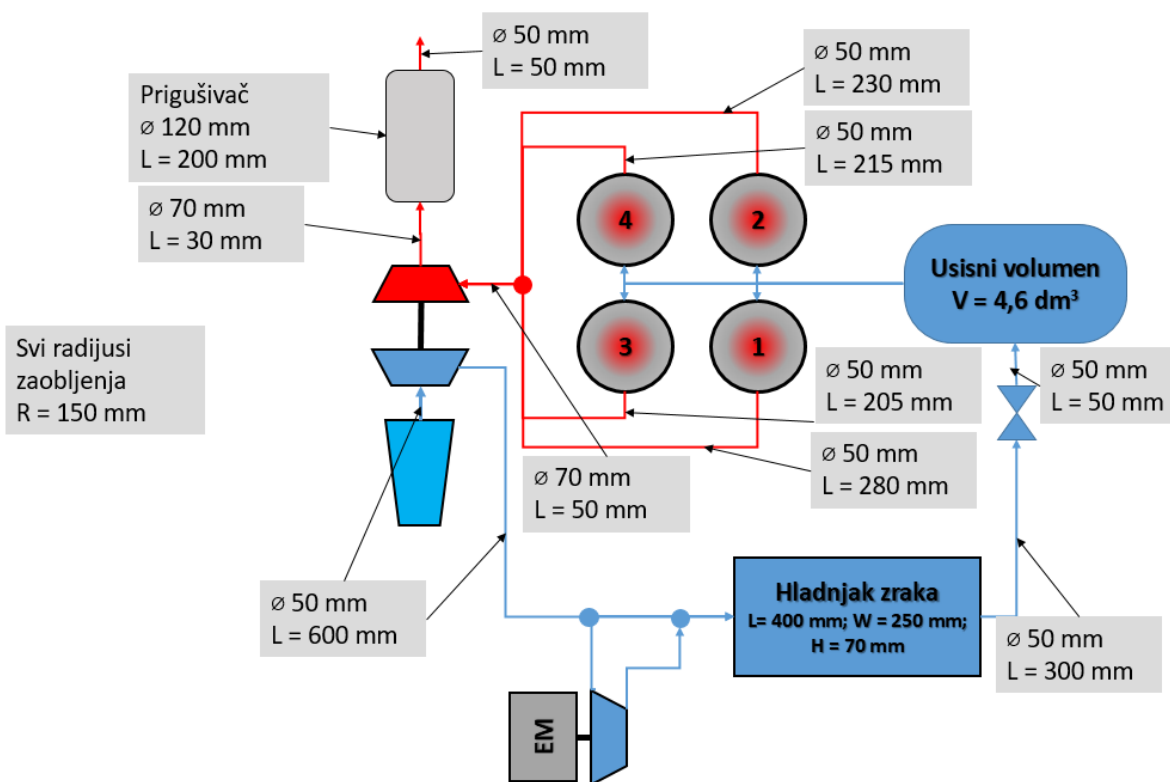 ⌀ 50 mm
L = 50 mm
⌀ 50 mm
L = 230 mm
Prigušivač
⌀ 120 mm
L = 200 mm
⌀ 50 mm
L = 215 mm
⌀ 70 mm
L = 30 mm
4
2
Usisni volumen
V = 4,6 dm³
Svi radijusi
zaobljenja
R = 150 mm
3
1
⌀ 50 mm
L = 205 mm
⌀ 50 mm
L = 50 mm
⌀ 70 mm
L = 50 mm
⌀ 50 mm
L = 280 mm
⌀ 50 mm
L = 600 mm
Hladnjak zraka
L= 400 mm; W = 250 mm;
H = 70 mm
⌀ 50 mm
L = 300 mm
EM